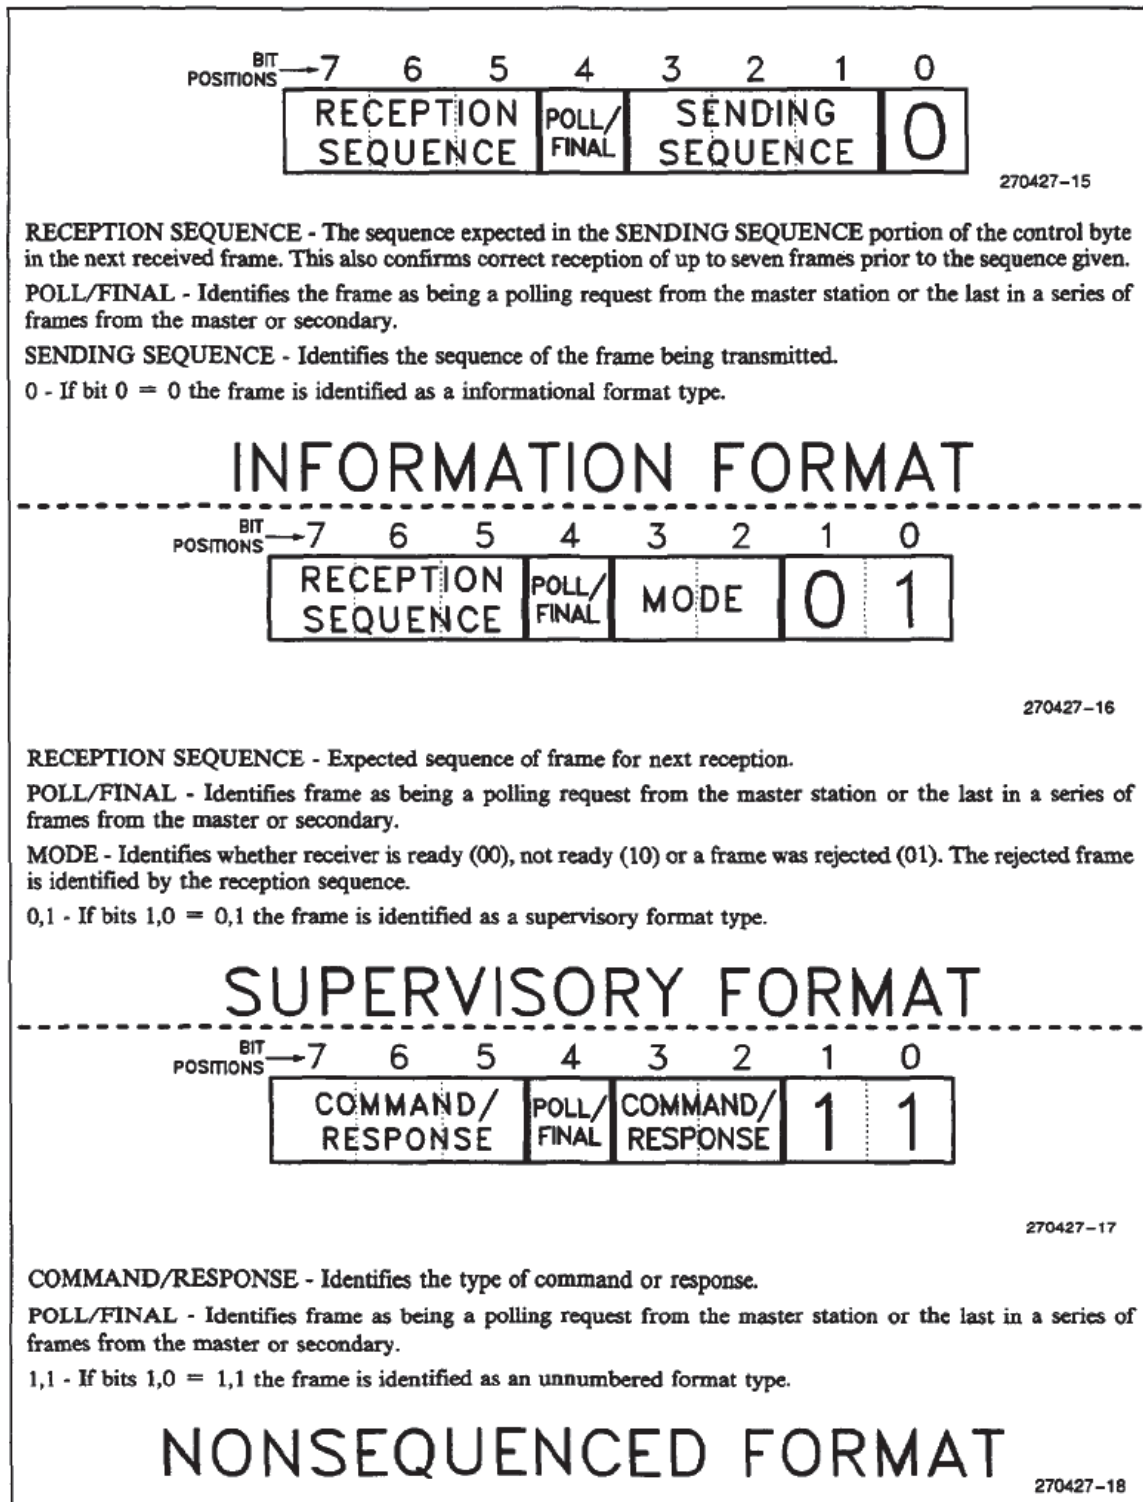 BIT
POSITIONS 7 6 5 4 3 2 1 0
RECEPTION POLL/ SENDING 0
SEQUENCE FINAL SEQUENCE
270427-15
RECEPTION SEQUENCE - The sequence expected in the SENDING SEQUENCE portion of the control byte
in the next received frame. This also confirms correct reception of up to seven frames prior to the sequence given.
POLL/FINAL - Identifies the frame as being a polling request from the master station or the last in a series of
frames from the master or secondary.
SENDING SEQUENCE - Identifies the sequence of the frame being transmitted.
0 - If bit 0 = 0 the frame is identified as a informational format type.
INFORMATION FORMAT
BIT
POSITIONS 7 6 5 4 3 2 1 0
RECEPTION POLL/ MODE 0 1
SEQUENCE FINAL
270427-16
RECEPTION SEQUENCE - Expected sequence of frame for next reception.
POLL/FINAL - Identifies frame as being a polling request from the master station or the last in a series of
frames from the master or secondary.
MODE - Identifies whether receiver is ready (00), not ready (10) or a frame was rejected (01). The rejected frame
is identified by the reception sequence.
0,1 - If bits 1,0 = 0,1 the frame is identified as a supervisory format type.
SUPERVISORY FORMAT
BIT
POSITIONS 7 6 5 4 3 2 1 0
COMMAND/ POLL/ COMMAND/ 1 1
RESPONSE FINAL RESPONSE
270427-17
COMMAND/RESPONSE - Identifies the type of command or response.
POLL/FINAL - Identifies frame as being a polling request from the master station or the last in a series of
frames from the master or secondary.
1,1 - If bits 1,0 = 1,1 the frame is identified as an unnumbered format type.
NONSEQUENCED FORMAT
270427-18